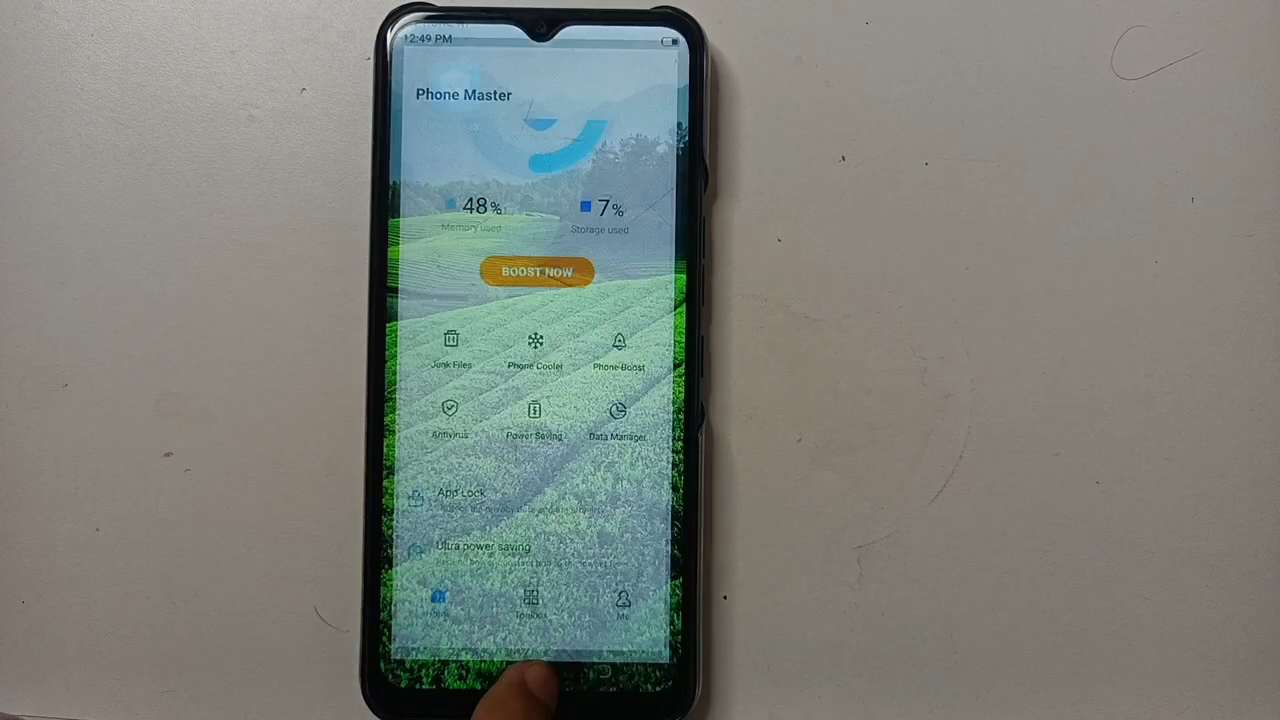 12:49 PM
Phone Master
48% 7%
Memory used Storage used
BOOST NOW
Junk Files Phone Cooler Phone Boost
Antivirus Power Saving Data Manager
App Lock
Ultra power saving
Toolbox Me